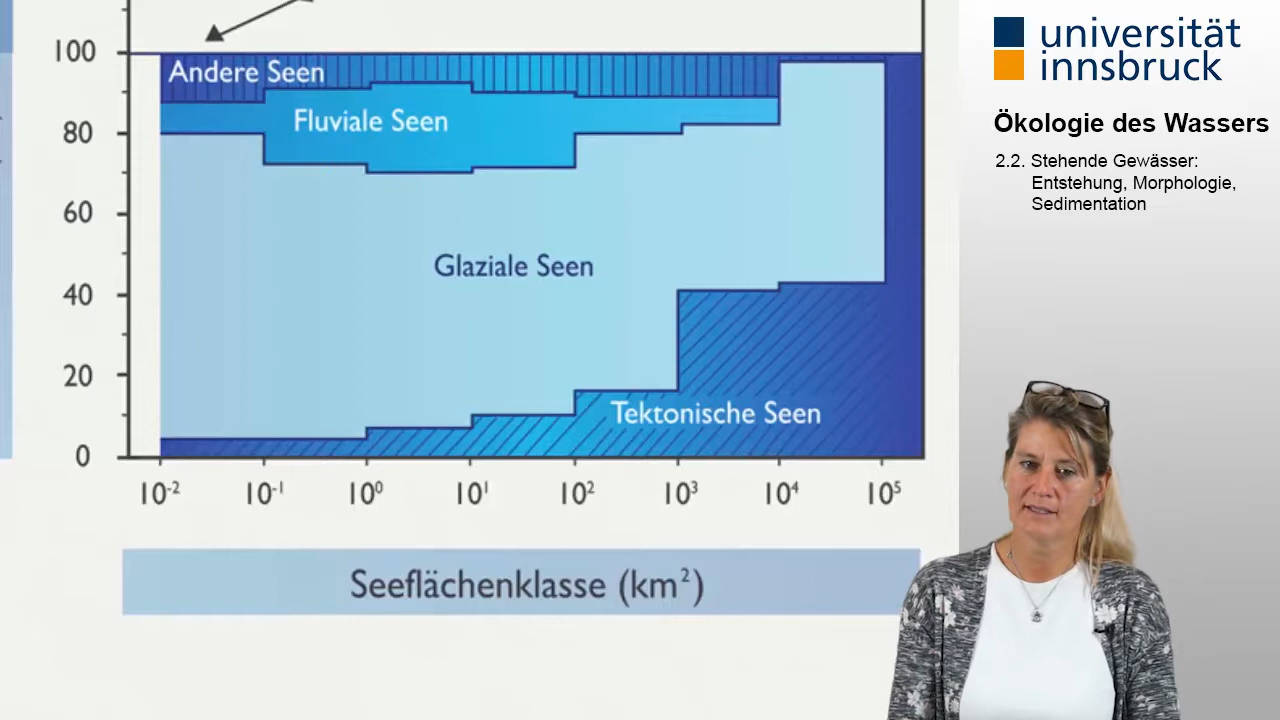 100
80
60
40
20
0
Andere Seen
Fluviale Seen
Glaziale Seen
Tektonische Seen
10⁻² 10⁻¹ 10⁰ 10¹ 10² 10³ 10⁴ 10⁵
Seeflächenklasse (km²)
universität
innsbruck
Ökologie des Wassers
2.2. Stehende Gewässer:
Entstehung, Morphologie,
Sedimentation